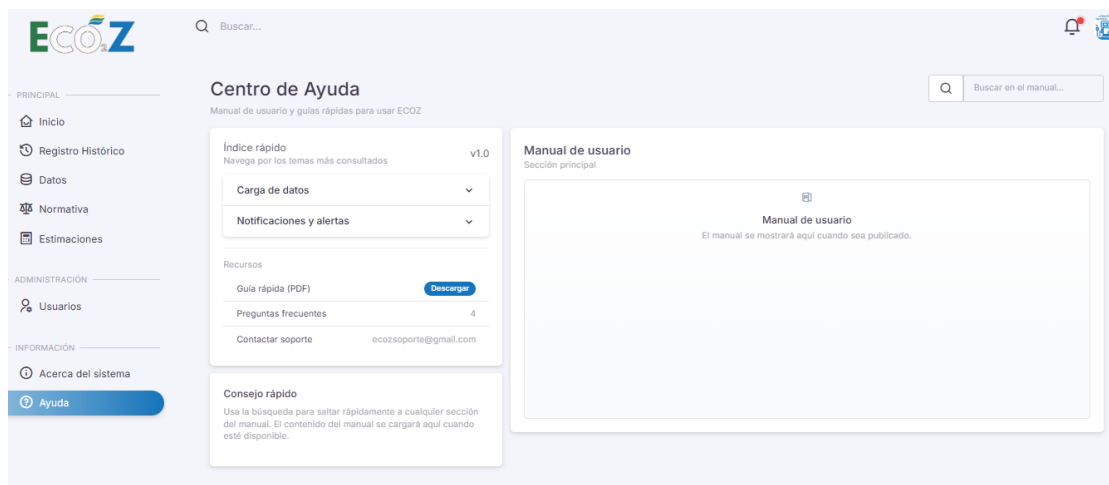 ECO2Z
Buscar...
PRINCIPAL
Inicio
Registro Histórico
Datos
Normativa
Estimaciones
ADMINISTRACIÓN
Usuarios
INFORMACIÓN
Acerca del sistema
Ayuda
Centro de Ayuda
Manual de usuario y guías rápidas para usar ECOZ
Buscar en el manual...
Índice rápido
v1.0
Navega por los temas más consultados
Carga de datos
Notificaciones y alertas
Recursos
Guía rápida (PDF)
Descargar
Preguntas frecuentes
4
Contactar soporte
ecozsoporte@gmail.com
Consejo rápido
Usa la búsqueda para saltar rápidamente a cualquier sección
del manual. El contenido del manual se cargará aquí cuando
esté disponible.
Manual de usuario
Sección principal
Manual de usuario
El manual se mostrará aquí cuando sea publicado.